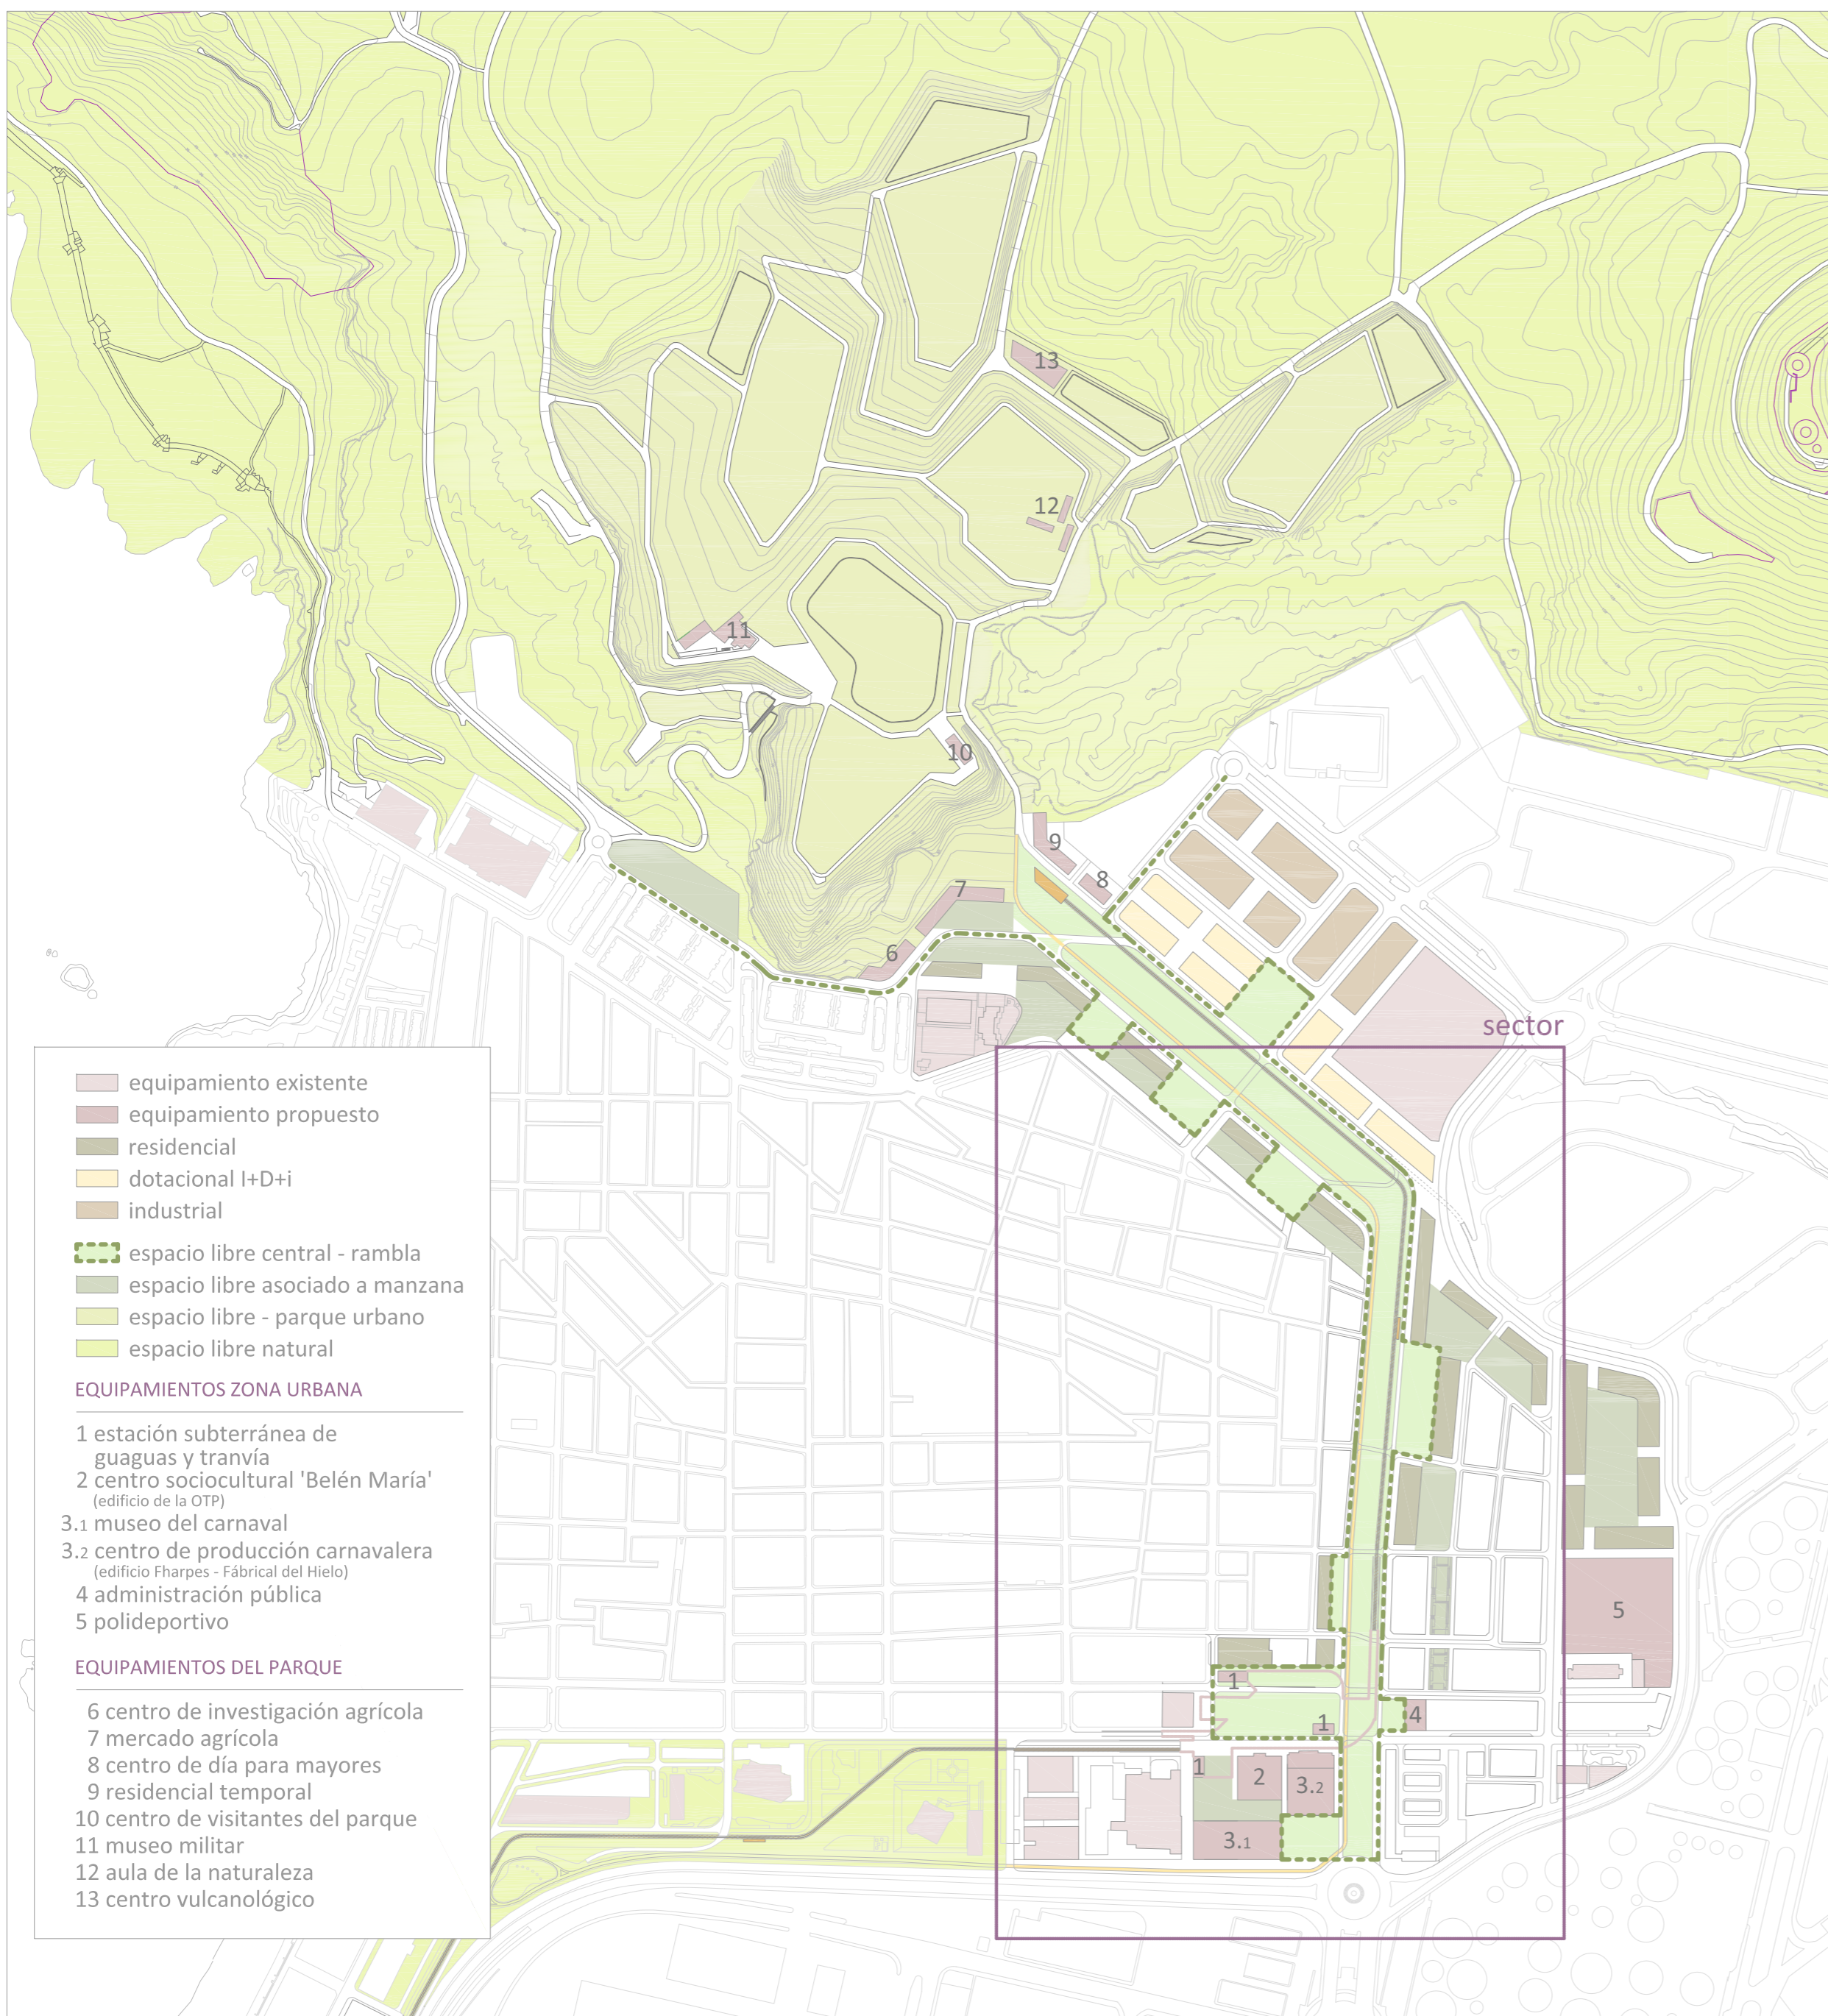 13
12
11
10
9
8
7
6
sector
equipamiento existente
equipamiento propuesto
residencial
dotacional I+D+i
industrial
espacio libre central - rambla
espacio libre asociado a manzana
espacio libre - parque urbano
espacio libre natural
EQUIPAMIENTOS ZONA URBANA
1 estación subterránea de
guaguas y tranvía
2 centro sociocultural 'Belén María'
(edificio de la OTP)
3.1 museo del carnaval
3.2 centro de producción carnavalera
(edificio Fharpes - Fábrical del Hielo)
4 administración pública
5 polideportivo
EQUIPAMIENTOS DEL PARQUE
6 centro de investigación agrícola
7 mercado agrícola
8 centro de día para mayores
9 residencial temporal
10 centro de visitantes del parque
11 museo militar
12 aula de la naturaleza
13 centro vulcanológico
5
1
4
1
1
2
3.2
3.1